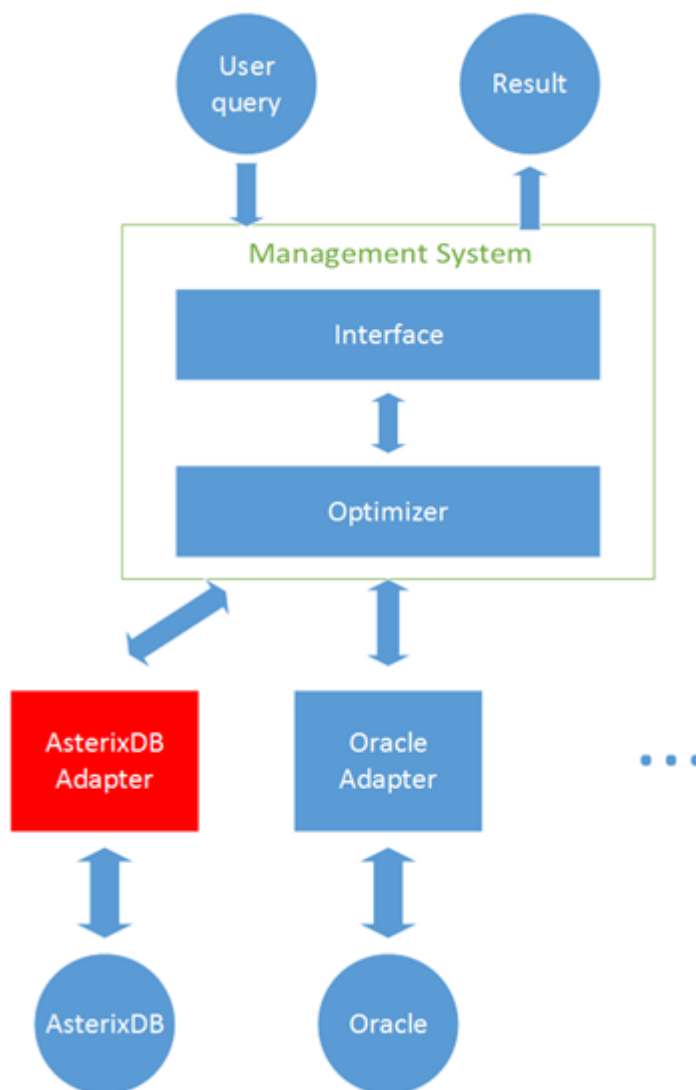 User
query
Result
Management System
Interface
Optimizer
AsterixDB
Adapter
Oracle
Adapter
...
AsterixDB
Oracle